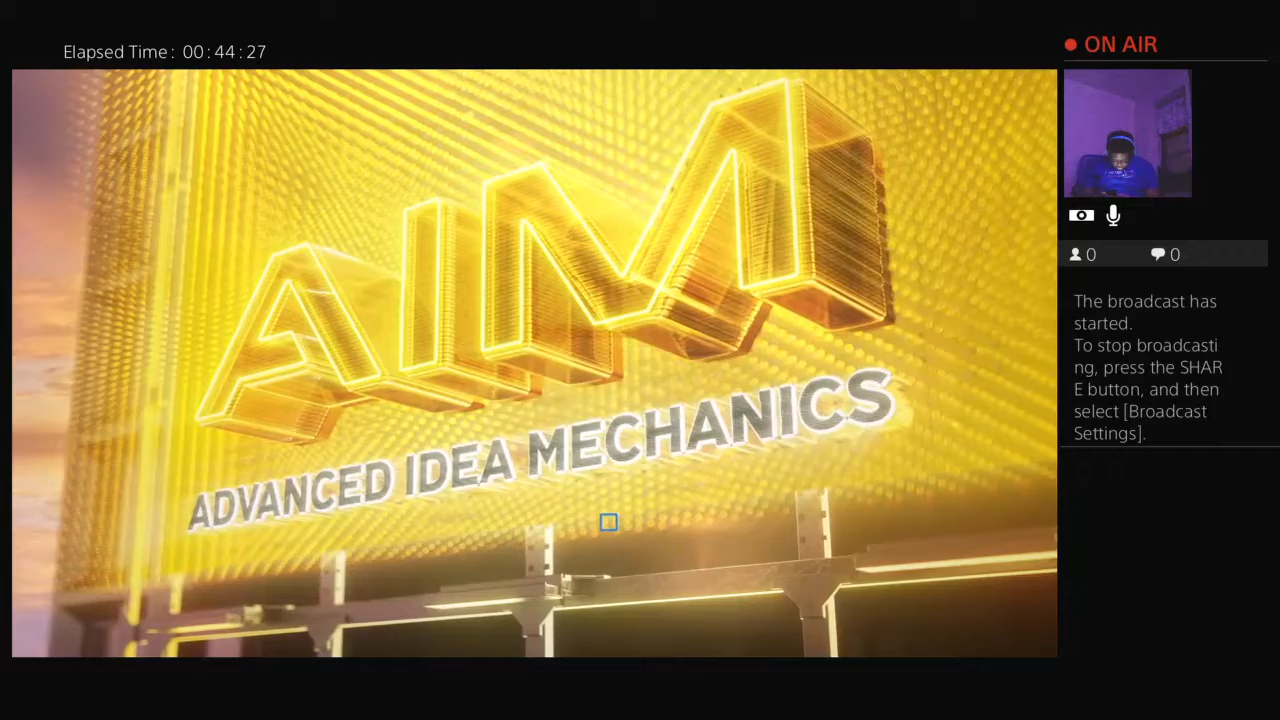 Elapsed Time: 00:44:27
ON AIR
AIM
ADVANCED IDEA MECHANICS
0 0
The broadcast has
started.
To stop broadcasti
ng, press the SHAR
E button, and then
select [Broadcast
Settings].